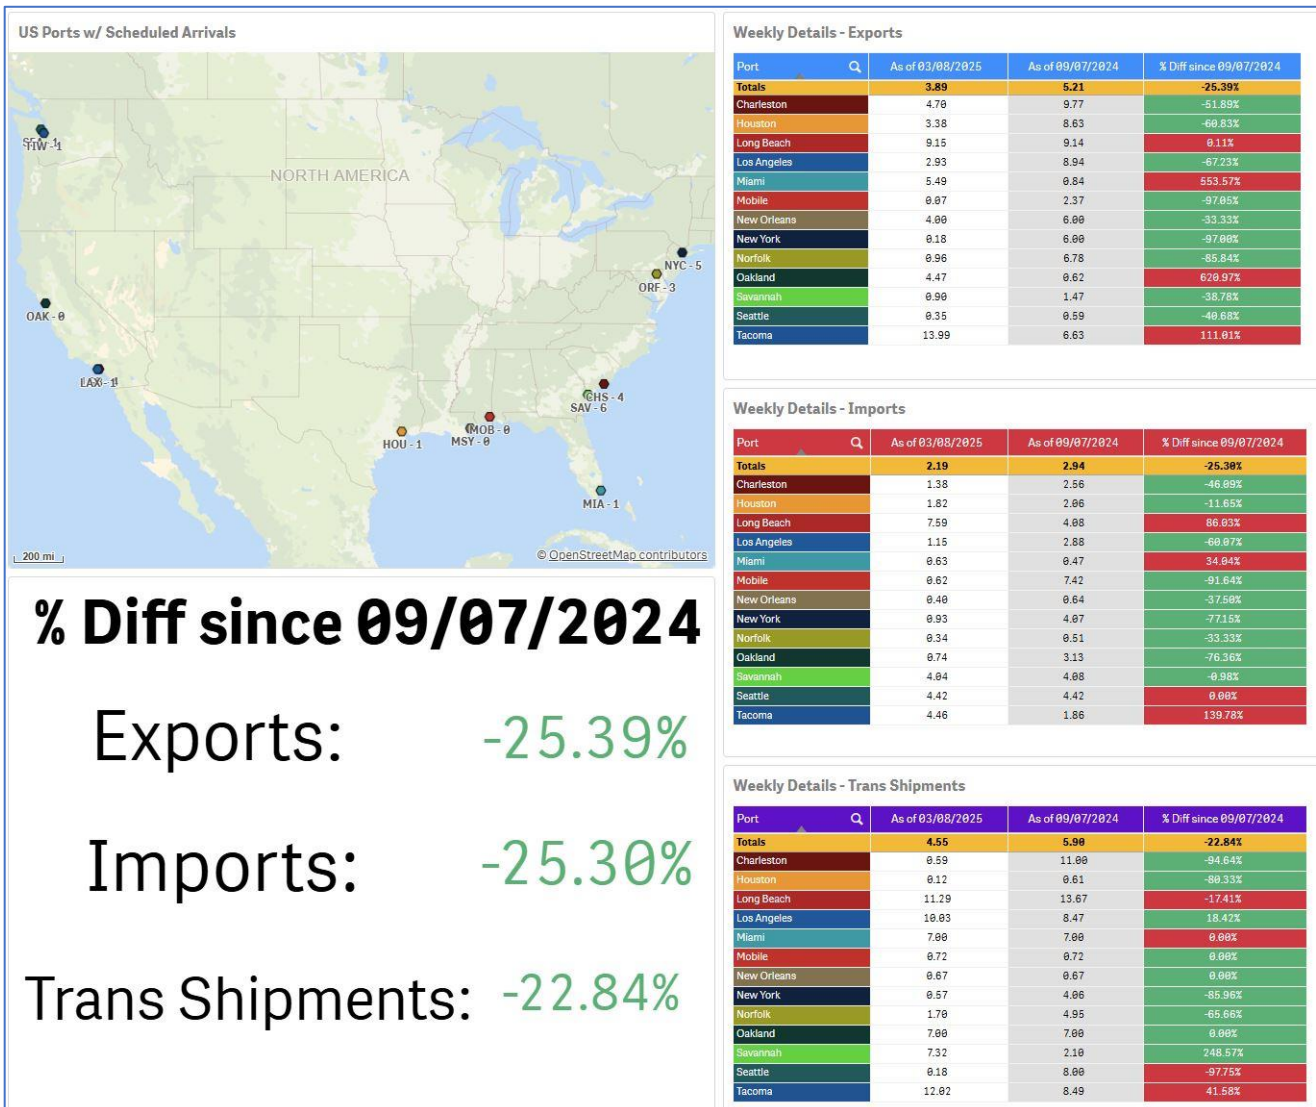 US Ports w/ Scheduled Arrivals
NORTH AMERICA
TIW - 1
NYC - 5
ORF - 3
OAK - 0
LAX - 1
CHS - 4
SAV - 6
MOB - 0
MSY - 0
HOU - 1
MIA - 1
200 mi
© OpenStreetMap contributors
% Diff since 09/07/2024
Exports: -25.39%
Imports: -25.30%
Trans Shipments: -22.84%
Weekly Details - Exports
Port As of 03/08/2025 As of 09/07/2024 % Diff since 09/07/2024
Totals 3.89 5.21 -25.39%
Charleston 4.70 9.77 -51.89%
Houston 3.38 8.63 -60.83%
Long Beach 9.15 9.14 0.11%
Los Angeles 2.93 8.94 -67.23%
Miami 5.49 0.84 553.57%
Mobile 0.07 2.37 -97.05%
New Orleans 4.00 6.00 -33.33%
New York 0.18 6.00 -97.00%
Norfolk 0.96 6.78 -85.84%
Oakland 4.47 0.62 620.97%
Savannah 0.90 1.47 -38.78%
Seattle 0.35 0.59 -40.68%
Tacoma 13.99 6.63 111.01%
Weekly Details - Imports
Port As of 03/08/2025 As of 09/07/2024 % Diff since 09/07/2024
Totals 2.19 2.94 -25.30%
Charleston 1.38 2.56 -46.09%
Houston 1.82 2.06 -11.65%
Long Beach 7.59 4.08 86.03%
Los Angeles 1.15 2.88 -60.07%
Miami 0.63 0.47 34.04%
Mobile 0.62 7.42 -91.64%
New Orleans 0.40 0.64 -37.50%
New York 0.93 4.07 -77.15%
Norfolk 0.34 0.51 -33.33%
Oakland 0.74 3.13 -76.36%
Savannah 4.04 4.08 -0.98%
Seattle 4.42 4.42 0.00%
Tacoma 4.46 1.86 139.78%
Weekly Details - Trans Shipments
Port As of 03/08/2025 As of 09/07/2024 % Diff since 09/07/2024
Totals 4.55 5.90 -22.84%
Charleston 0.59 11.00 -94.64%
Houston 0.12 0.61 -80.33%
Long Beach 11.29 13.67 -17.41%
Los Angeles 10.03 8.47 18.42%
Miami 7.00 7.00 0.00%
Mobile 0.72 0.72 0.00%
New Orleans 0.67 0.67 0.00%
New York 0.57 4.06 -85.96%
Norfolk 1.70 4.95 -65.66%
Oakland 7.00 7.00 0.00%
Savannah 7.32 2.10 248.57%
Seattle 0.18 8.00 -97.75%
Tacoma 12.02 8.49 41.58%